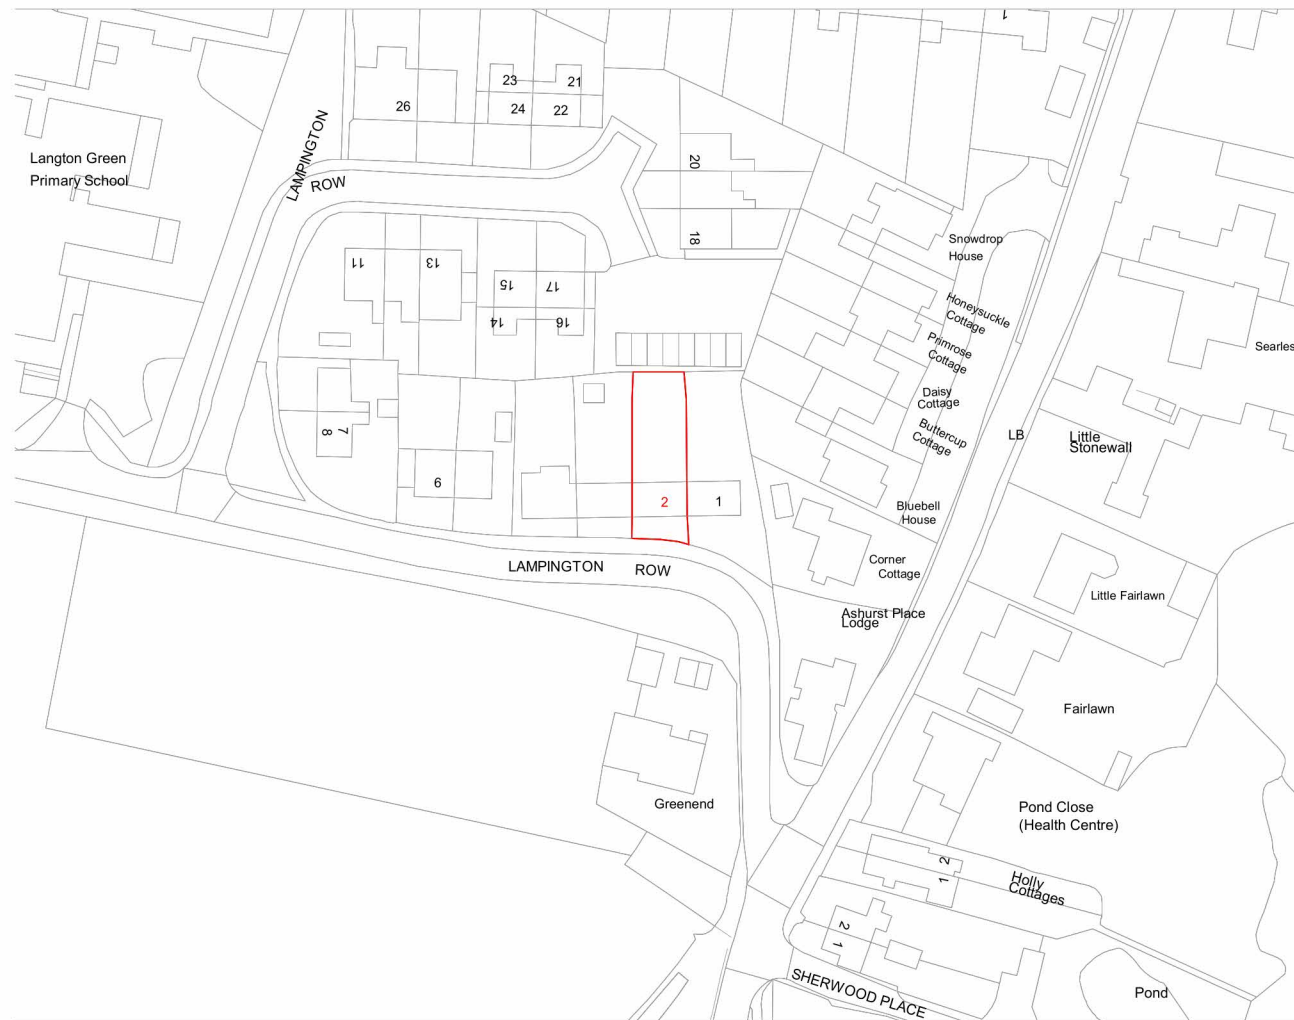 1
23
21
26
24
22
LAMPINGTON
ROW
Langton Green
Primary School
20
18
Snowdrop
House
11
13
15
17
14
16
Honeysuckle
Cottage
Primrose
Cottage
Searles
Daisy
Cottage
Buttercup
Cottage
7
8
LB
Little
Stonewall
6
2
1
Bluebell
House
Corner
Cottage
LAMPINGTON ROW
Little Fairlawn
Ashurst Place
Lodge
Fairlawn
Greenend
Pond Close
(Health Centre)
2
1
Holly
Cottages
2
1
SHERWOOD PLACE
Pond